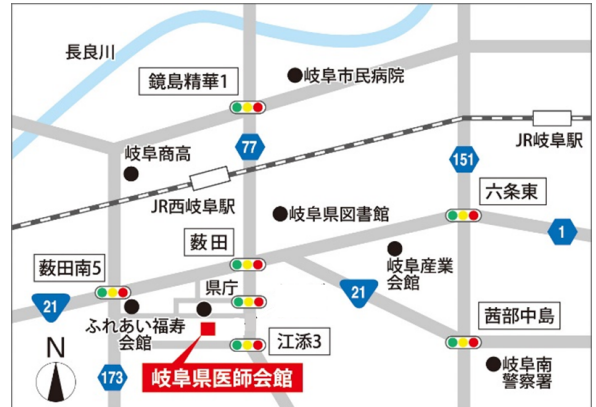 長良川
鏡島精華1
岐阜市民病院
JR岐阜駅
77
岐阜商高
151
JR西岐阜駅
六条東
岐阜県図書館
1
薮田
岐阜産業
会館
薮田南5
県庁
21
21
ふれあい福寿
会館
茜部中島
江添3
N
岐阜県医師会館
岐阜南
警察署
173